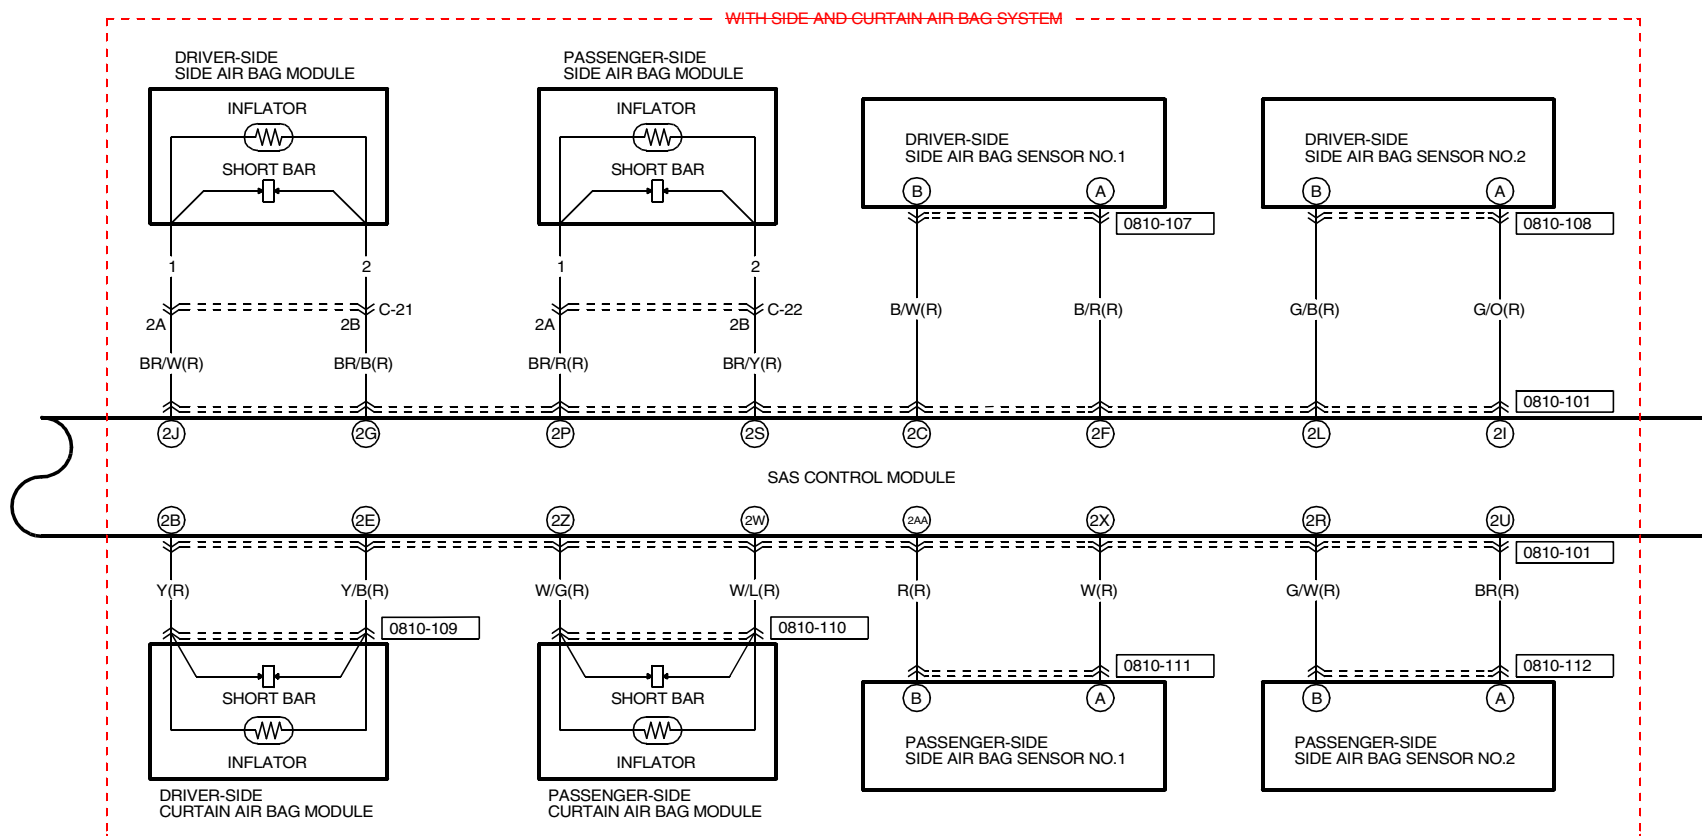 WITH SIDE AND CURTAIN AIR BAG SYSTEM
DRIVER-SIDE
SIDE AIR BAG MODULE
INFLATOR
SHORT BAR
PASSENGER-SIDE
SIDE AIR BAG MODULE
INFLATOR
SHORT BAR
DRIVER-SIDE
SIDE AIR BAG SENSOR NO.1
B A
0810-107
DRIVER-SIDE
SIDE AIR BAG SENSOR NO.2
B A
0810-108
1 2 1 2
2A 2B C-21 2A 2B C-22
B/W(R) B/R(R) G/B(R) G/O(R)
BR/W(R) BR/B(R) BR/R(R) BR/Y(R)
0810-101
2J 2G 2P 2S 2C 2F 2L 2I
SAS CONTROL MODULE
2B 2E 2Z 2W 2AA 2X 2R 2U
0810-101
Y(R) Y/B(R) W/G(R) W/L(R) R(R) W(R) G/W(R) BR(R)
0810-109 0810-110
0810-111 0810-112
SHORT BAR
INFLATOR
DRIVER-SIDE
CURTAIN AIR BAG MODULE
SHORT BAR
INFLATOR
PASSENGER-SIDE
CURTAIN AIR BAG MODULE
B A
PASSENGER-SIDE
SIDE AIR BAG SENSOR NO.1
B A
PASSENGER-SIDE
SIDE AIR BAG SENSOR NO.2